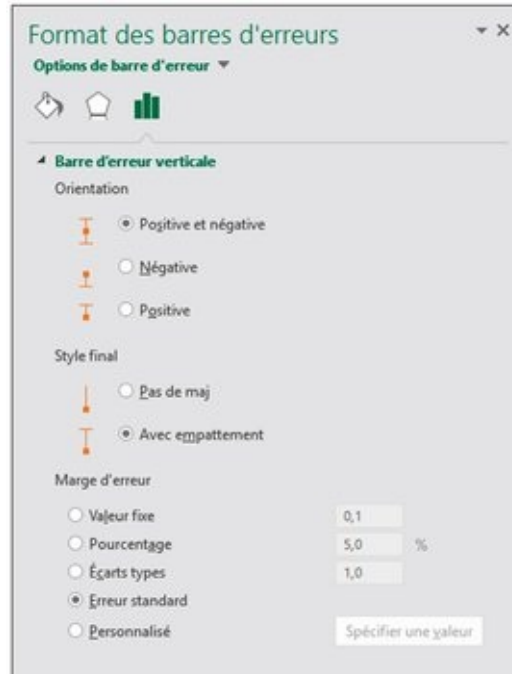 Format des barres d'erreurs
Options de barre d'erreur
Barre d'erreur verticale
Orientation
Positive et négative
Négative
Positive
Style final
Pas de maj
Avec empattement
Marge d'erreur
Valeur fixe 0,1
Pourcentage 5,0 %
Écarts types 1,0
Erreur standard
Personnalisé Spécifier une valeur